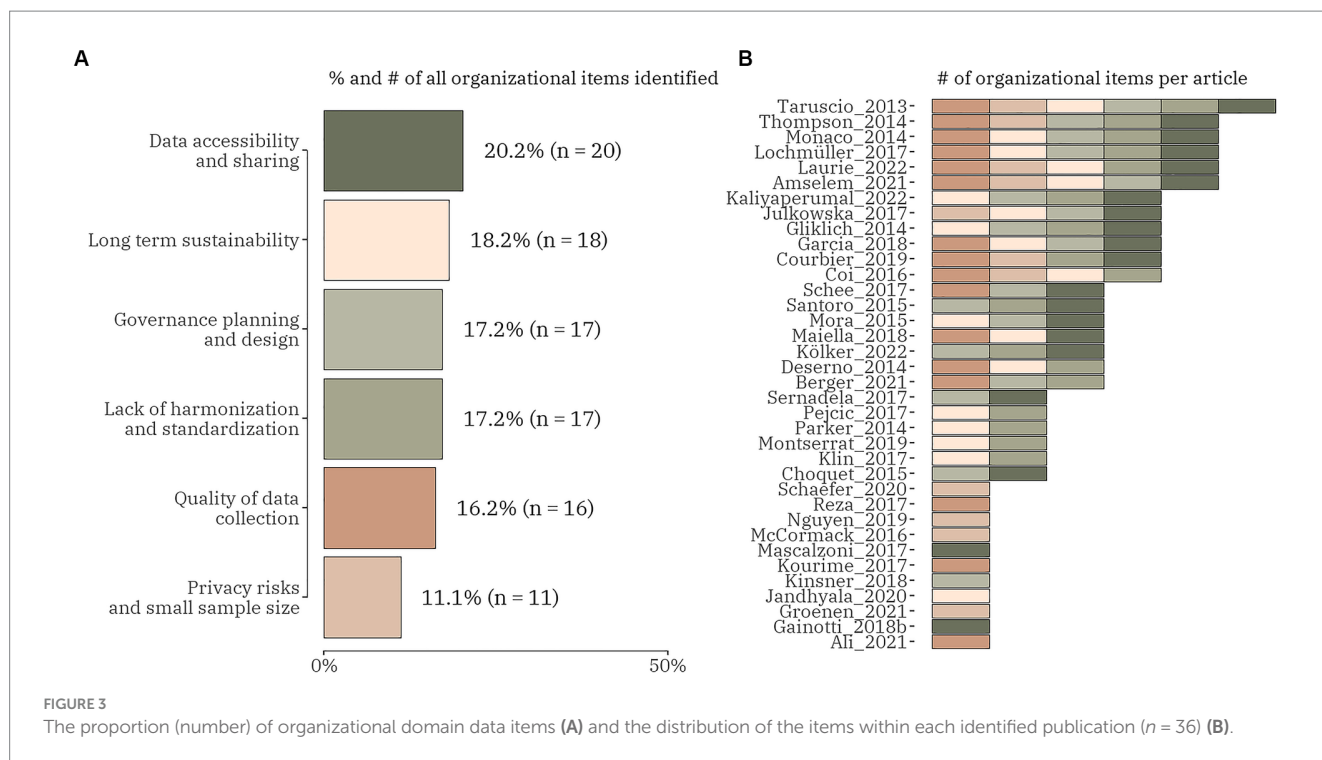 A
% and # of all organizational items identified
Data accessibility
and sharing
20.2% (n = 20)
Long term sustainability
18.2% (n = 18)
Governance planning
and design
17.2% (n = 17)
Lack of harmonization
and standardization
17.2% (n = 17)
Quality of data
collection
16.2% (n = 16)
Privacy risks
and small sample size
11.1% (n = 11)
0%
50%
B
# of organizational items per article
Taruscio_2013
Thompson_2014
Monaco_2014
Lochmüller_2017
Laurie_2022
Amselem_2021
Kaliyaperumal_2022
Julkowska_2017
Gliklich_2014
Garcia_2018
Courbier_2019
Coi_2016
Schee_2017
Santoro_2015
Mora_2015
Maiella_2018
Kölker_2022
Deserno_2014
Berger_2021
Sernadela_2017
Pejcic_2017
Parker_2014
Montserrat_2019
Klin_2017
Choquet_2015
Schaefer_2020
Reza_2017
Nguyen_2019
McCormack_2016
Mascalzoni_2017
Kourime_2017
Kinsner_2018
Jandhyala_2020
Groenen_2021
Gainotti_2018b
Ali_2021
FIGURE 3
The proportion (number) of organizational domain data items (A) and the distribution of the items within each identified publication (n = 36) (B).